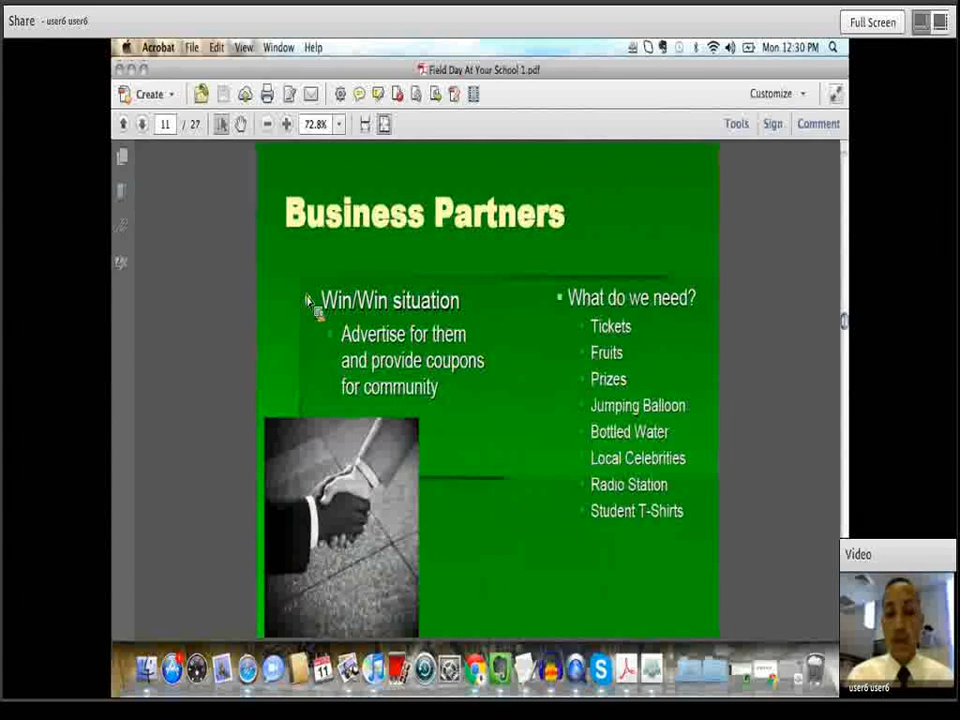 Share - user6 user6
Full Screen
Acrobat File Edit View Window Help
Mon 12:30 PM
Field Day At Your School 1.pdf
Create
Customize
11 / 27
72.8%
Tools Sign Comment
Business Partners
Win/Win situation
Advertise for them
and provide coupons
for community
What do we need?
Tickets
Fruits
Prizes
Jumping Balloon
Bottled Water
Local Celebrities
Radio Station
Student T-Shirts
Video
user6 user6
11